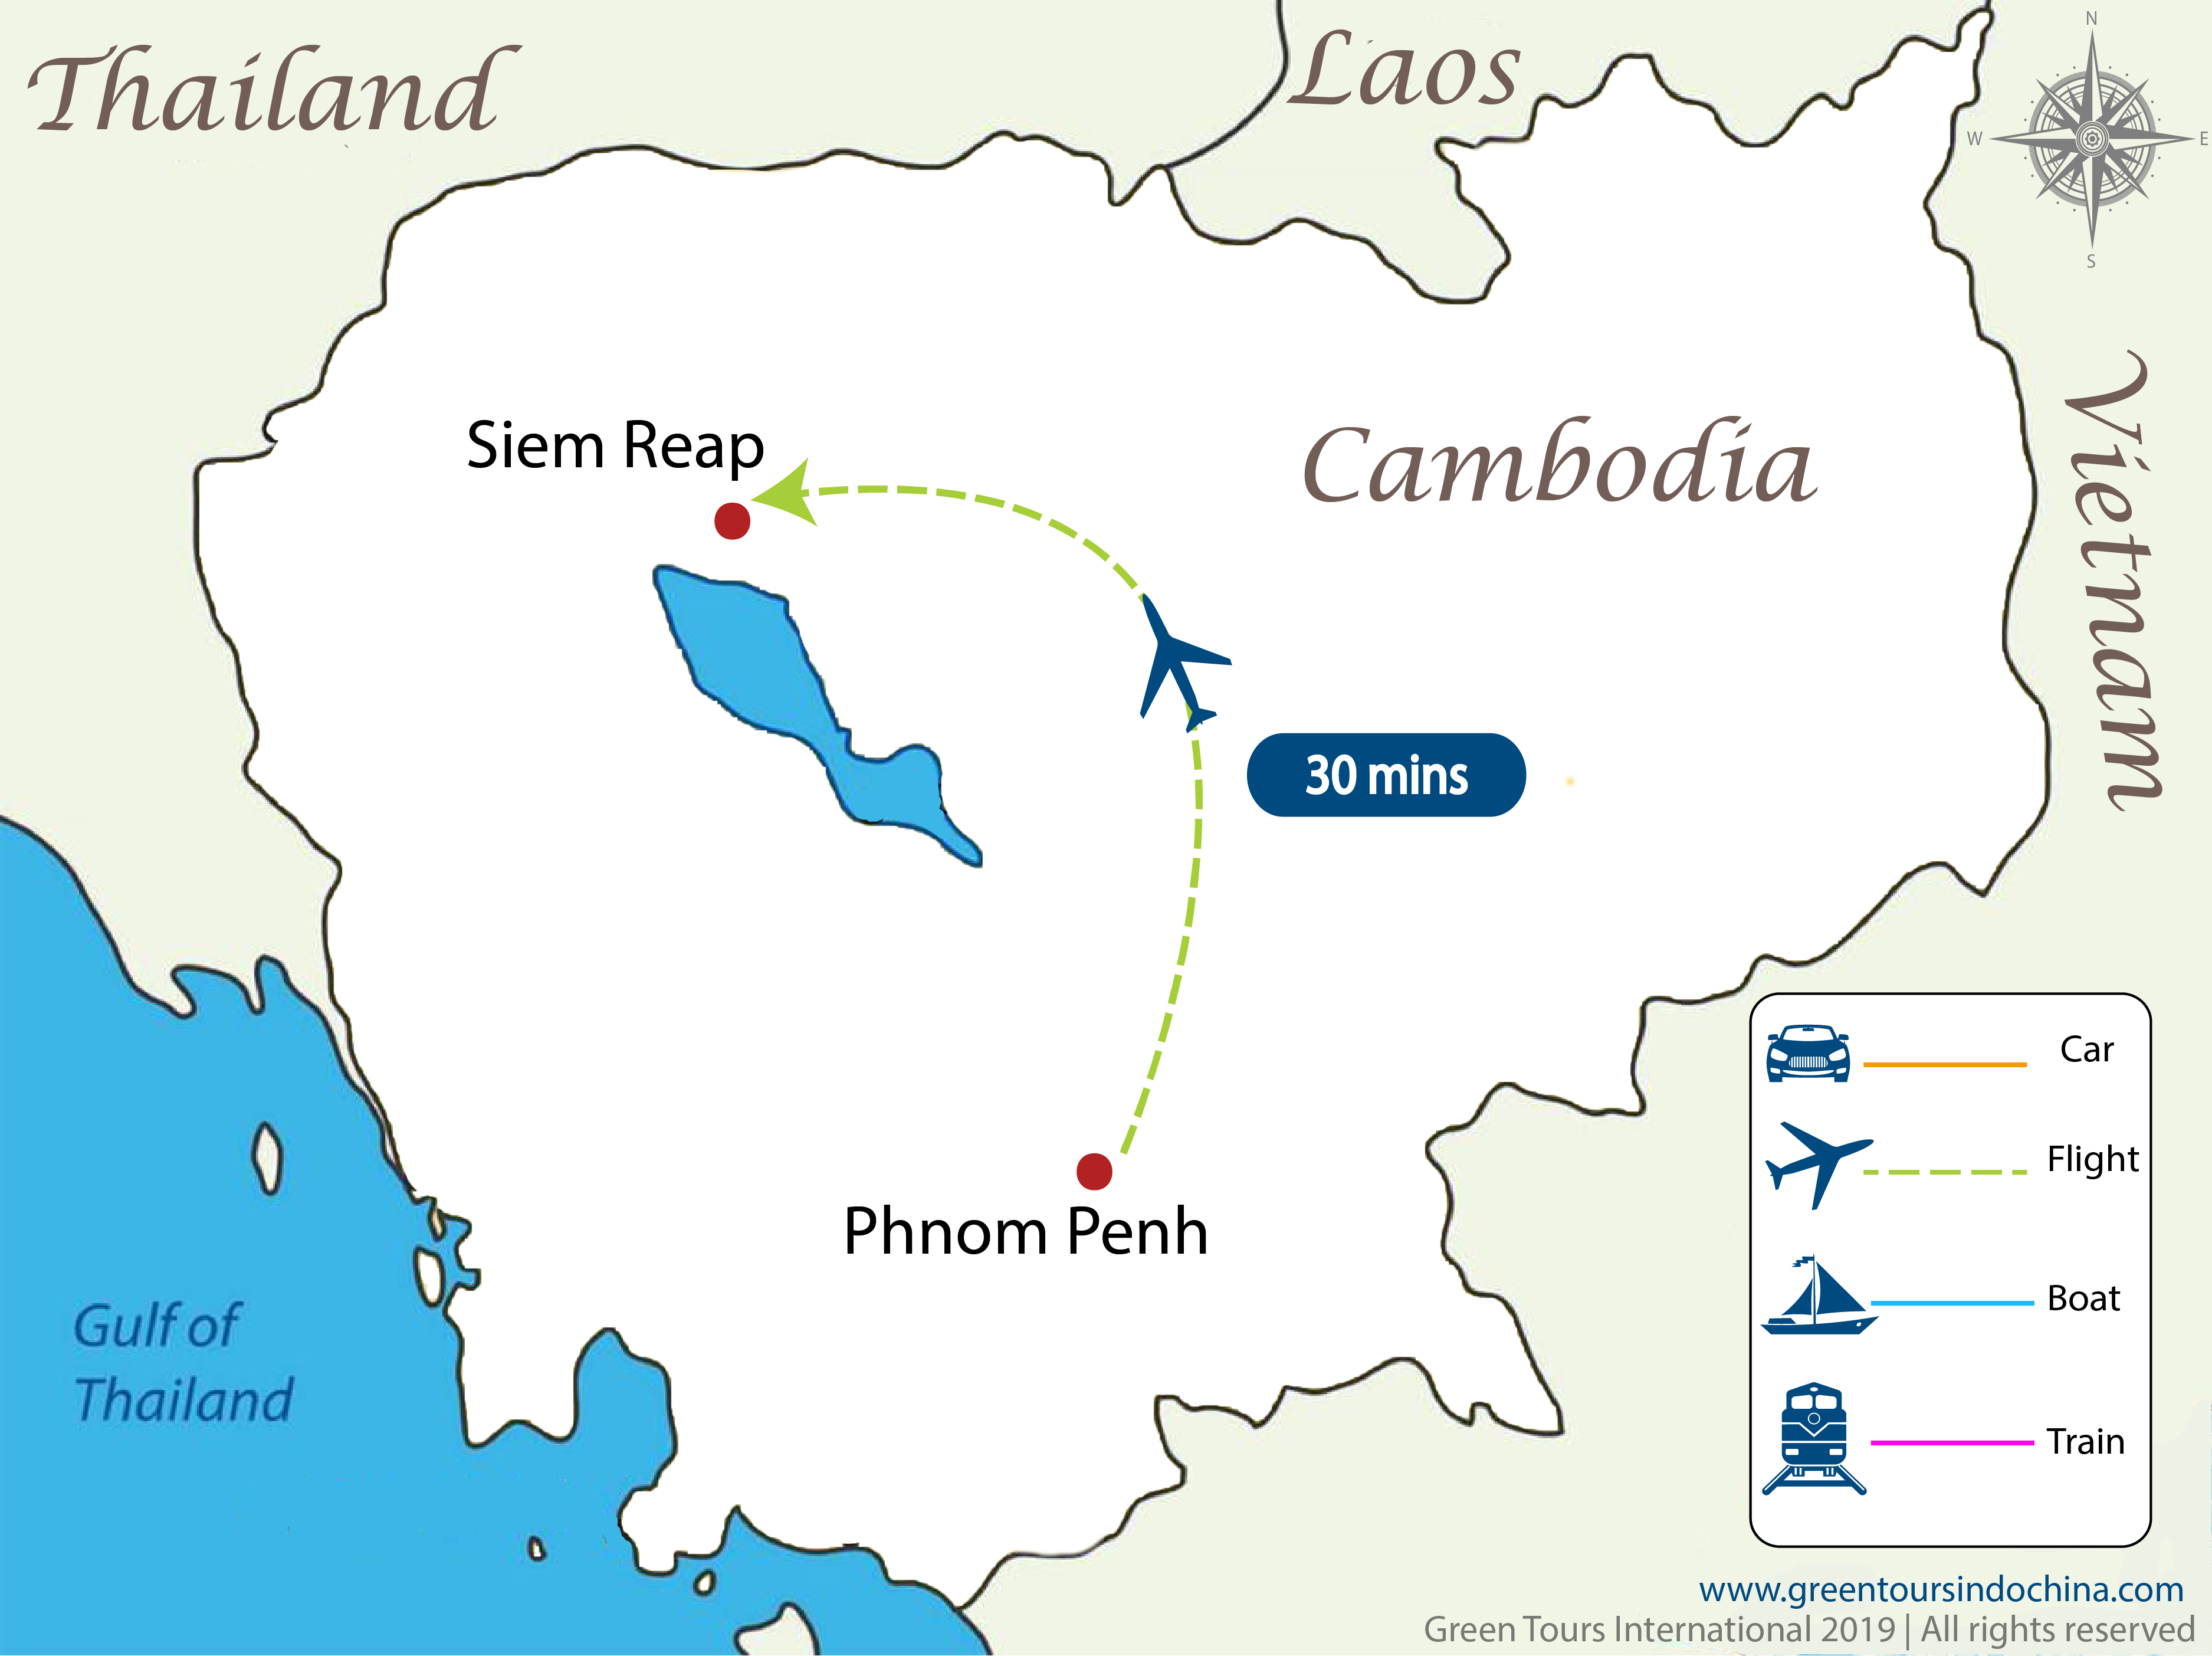 Thailand
Laos
N
W
E
S
Siem Reap
Cambodia
Vietnam
30 mins
Car
Flight
Phnom Penh
Boat
Gulf of
Thailand
Train
www.greentoursindochina.com
Green Tours International 2019 | All rights reserved